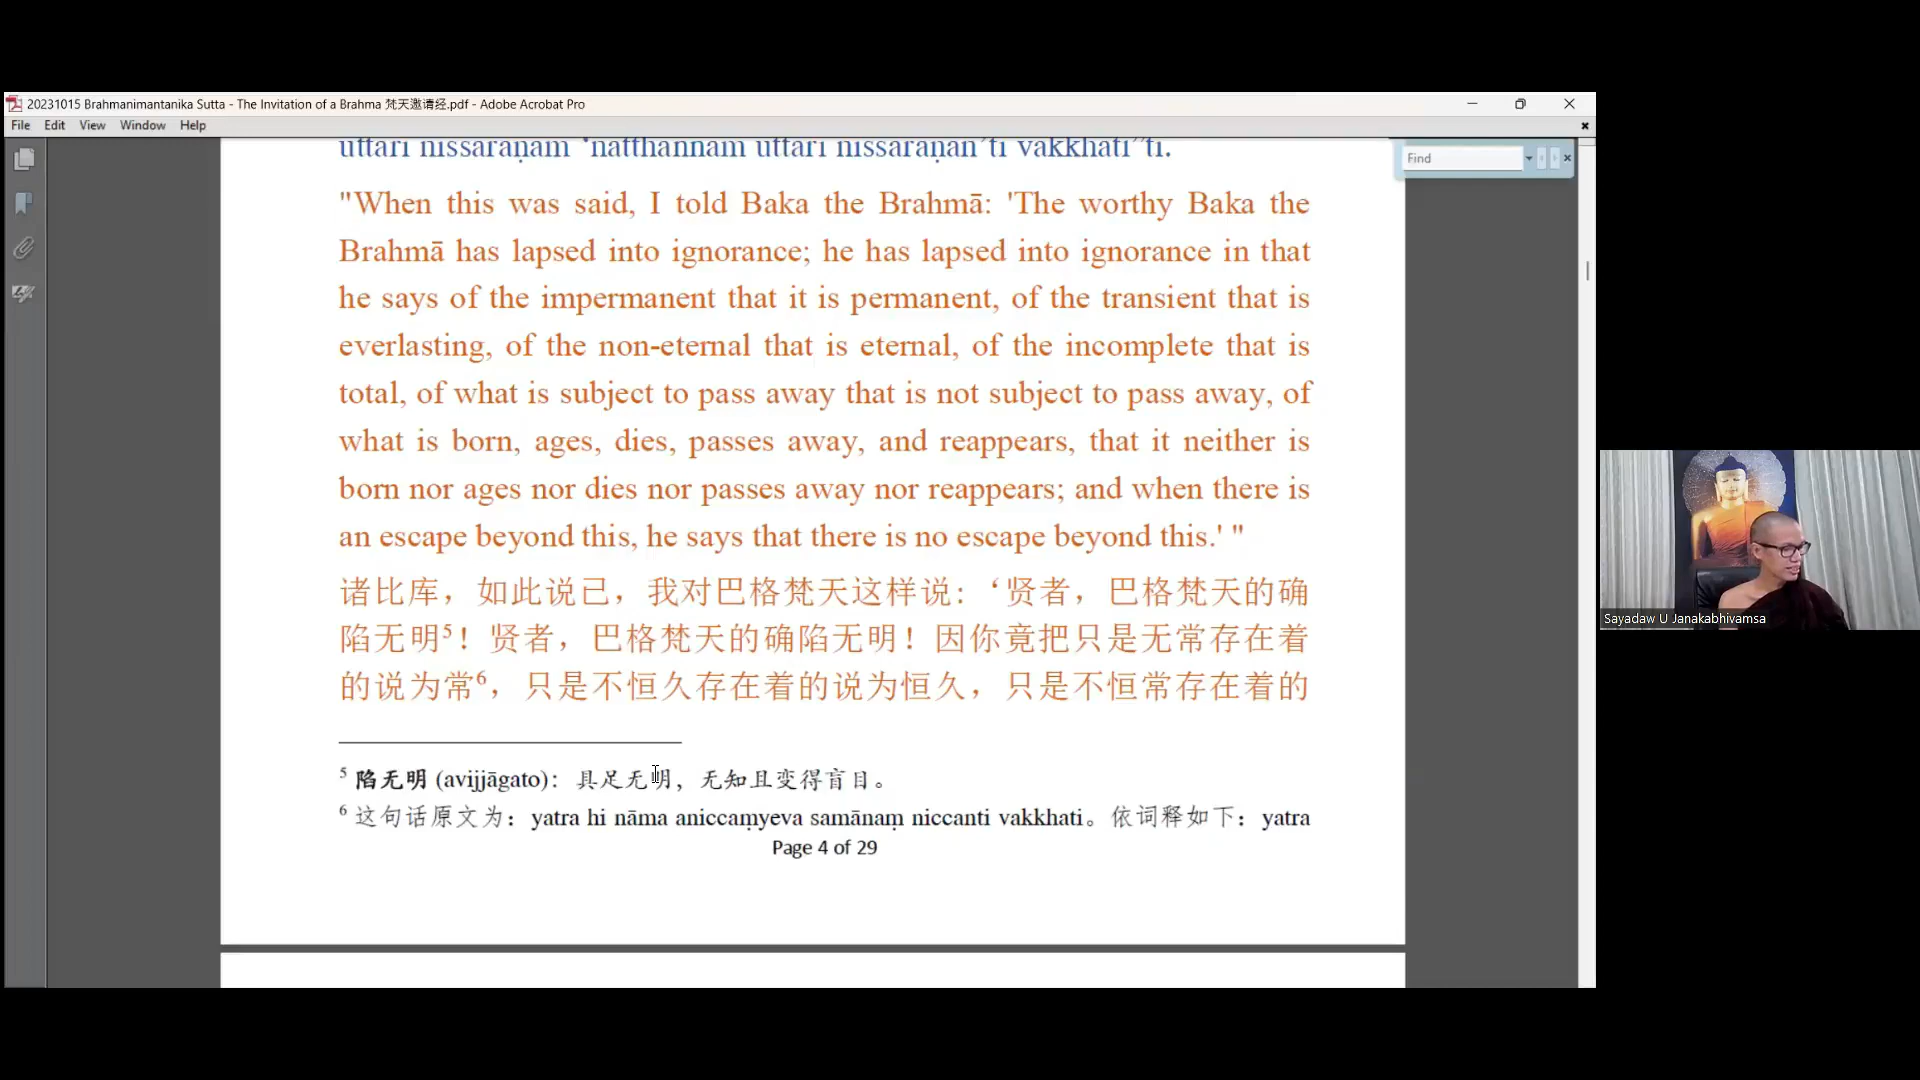 20231015 Brahmanimantanika Sutta - The Invitation of a Brahma 梵天邀请经.pdf - Adobe Acrobat Pro
File Edit View Window Help
Find
uttari nissaraṇaṁ ‘natthaññaṁ uttari nissaraṇan’ti vakkhatī”ti.
"When this was said, I told Baka the Brahmā: 'The worthy Baka the
Brahmā has lapsed into ignorance; he has lapsed into ignorance in that
he says of the impermanent that it is permanent, of the transient that is
everlasting, of the non-eternal that is eternal, of the incomplete that is
total, of what is subject to pass away that is not subject to pass away, of
what is born, ages, dies, passes away, and reappears, that it neither is
born nor ages nor dies nor passes away nor reappears; and when there is
an escape beyond this, he says that there is no escape beyond this.' "
诸比库，如此说已，我对巴格梵天这样说：‘贤者，巴格梵天的确
陷无明5！贤者，巴格梵天的确陷无明！因你竟把只是无常存在着
的说为常6，只是不恒久存在着的说为恒久，只是不恒常存在着的
5 陷无明 (avijjāgato)：具足无明，无知且变得盲目。
6 这句话原文为：yatra hi nāma aniccaṃyeva samānaṃ niccanti vakkhati。依词释如下：yatra
Page 4 of 29
Sayadaw U Janakabhivamsa